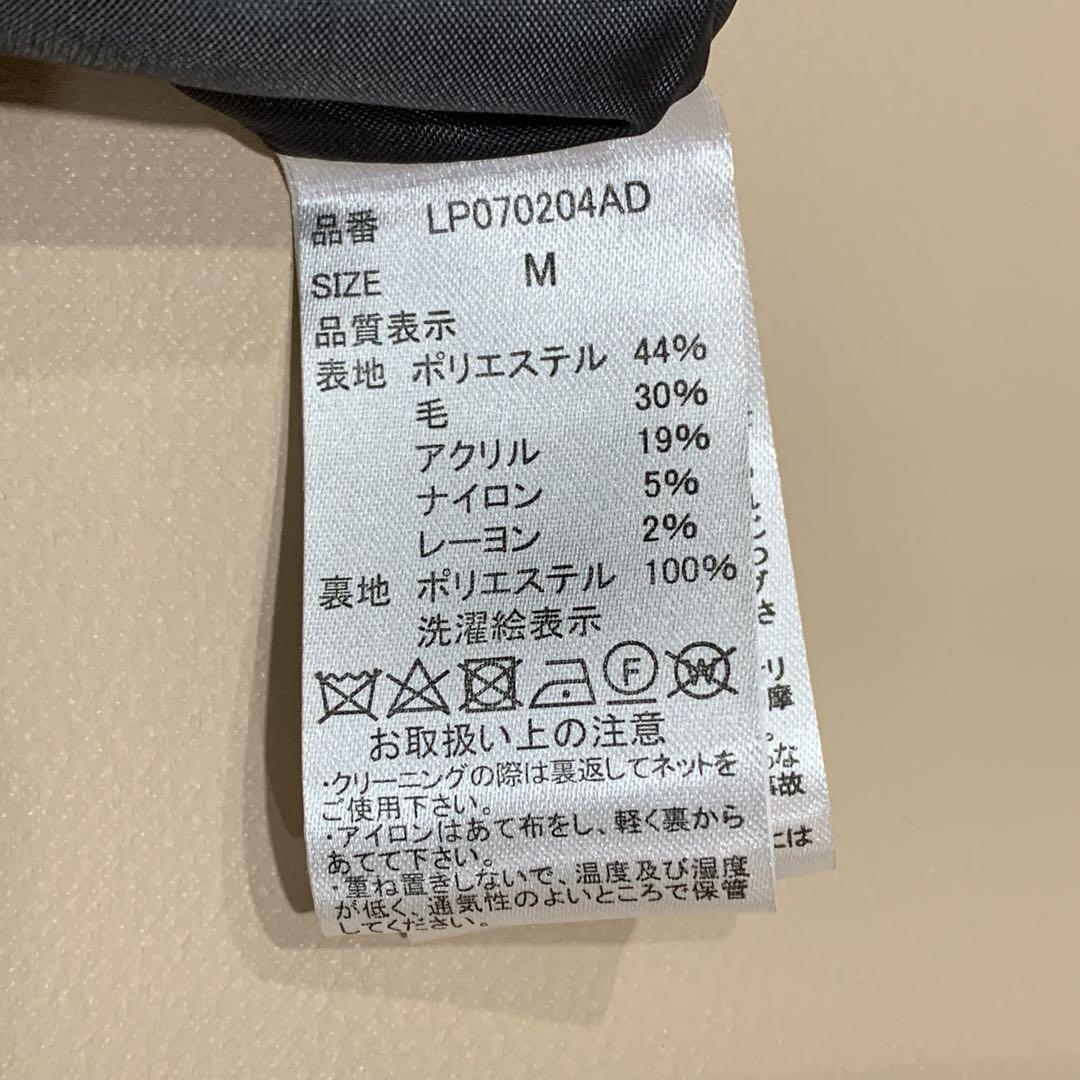 品番 LP070204AD
SIZE M
品質表示
表地 ポリエステル 44%
毛 30%
アクリル 19%
ナイロン 5%
レーヨン 2%
裏地 ポリエステル 100%
洗濯絵表示
F W
お取扱い上の注意
・クリーニングの際は裏返してネットを
ご使用下さい。
・アイロンはあて布をし、軽く裏から
あてて下さい。
・重ね置きしないで、温度及び湿度
が低く、通気性のよいところで保管
してください。
さ
リ
摩
。
な
故
には